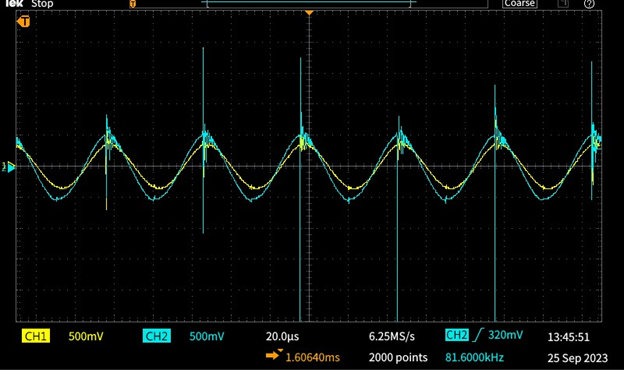 Tek Stop T Coarse ?
T
1
2
CH1 500mV CH2 500mV 20.0µs 6.25MS/s CH2 320mV 13:45:51
1.60640ms 2000 points 81.6000kHz 25 Sep 2023